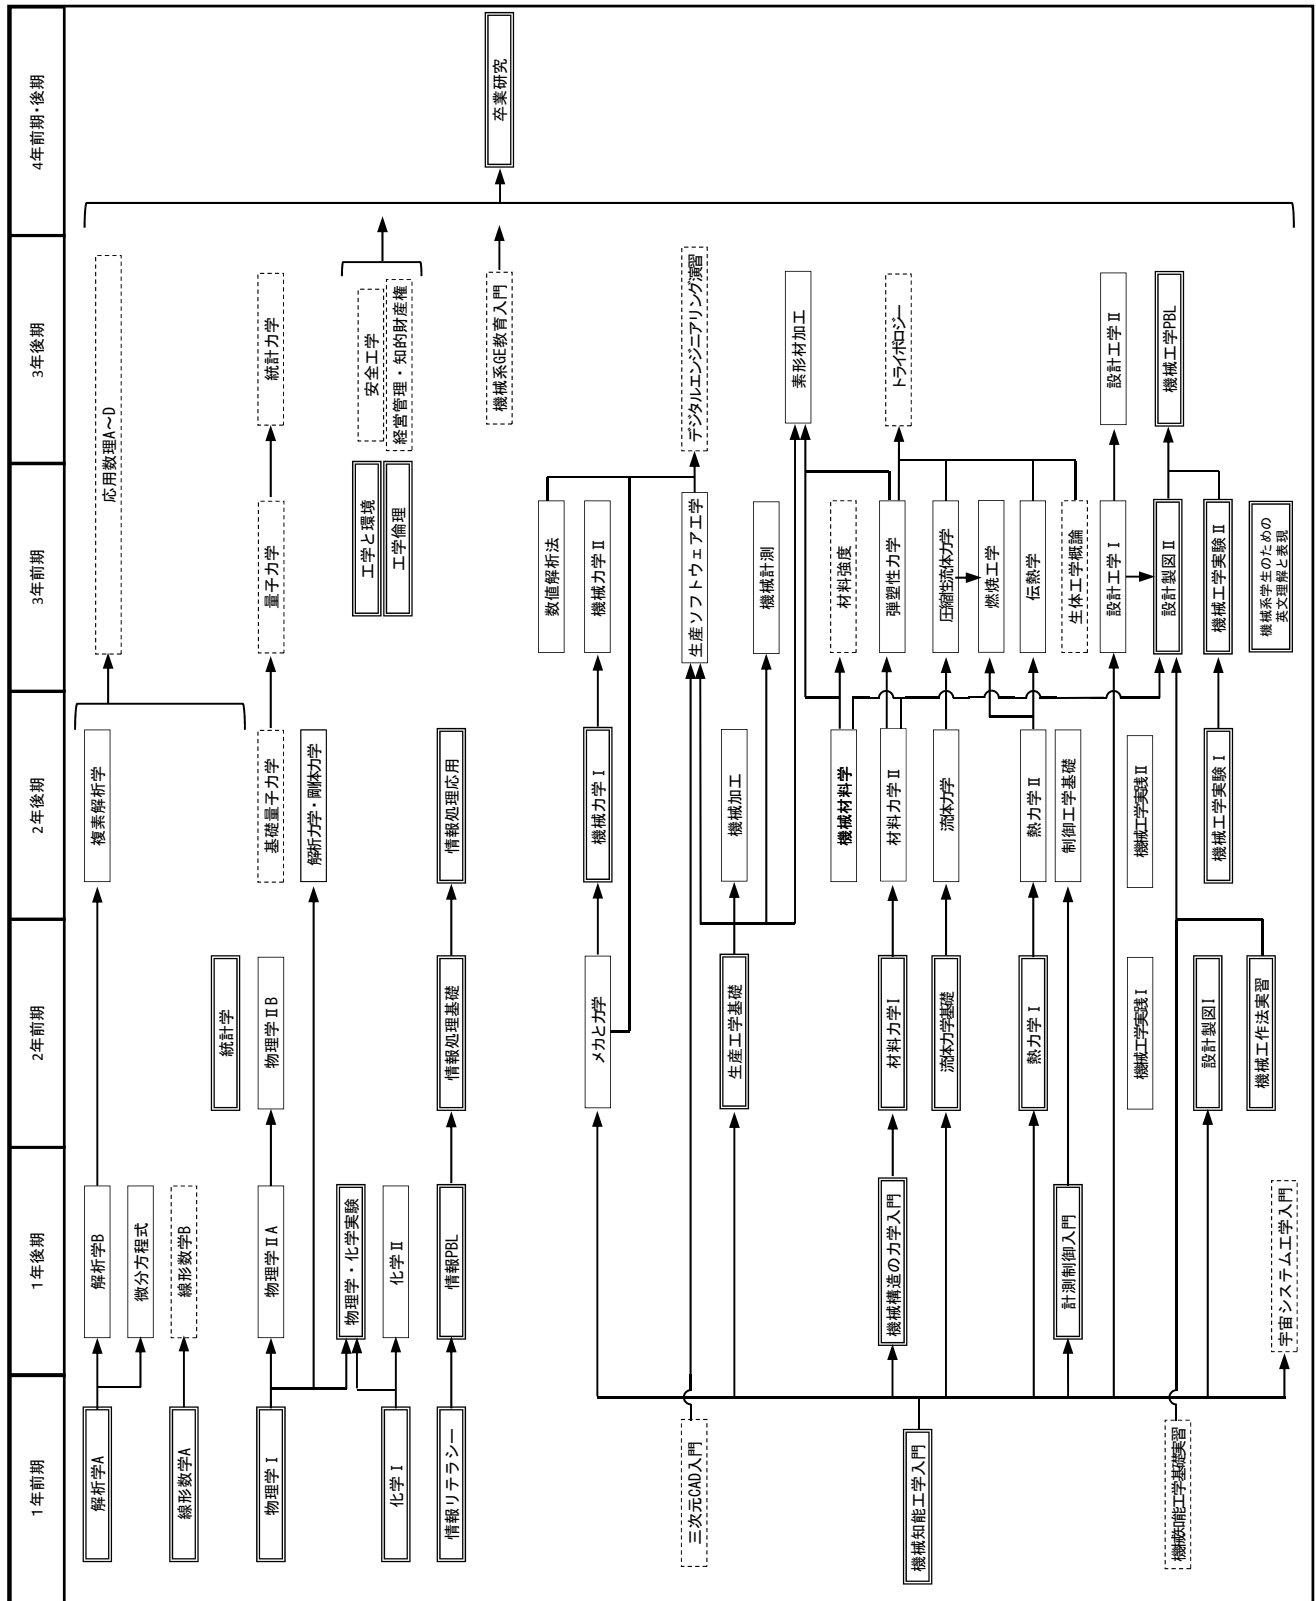 1年前期
1年後期
2年前期
2年後期
3年前期
3年後期
4年前期・後期
解析学A
線形数学A
物理学Ⅰ
化学Ⅰ
情報リテラシー
三次元CAD入門
機械知能工学入門
機械知能工学基礎実習
解析学B
微分方程式
線形数学B
物理学ⅡA
物理学・化学実験
化学Ⅱ
情報PBL
機械構造の力学入門
計測制御入門
宇宙システム工学入門
統計学
物理学ⅡB
情報処理基礎
メカと力学
生産工学基礎
材料力学Ⅰ
流体力学基礎
熱力学Ⅰ
機械工学実践Ⅰ
設計製図Ⅰ
機械工作法実習
複素解析学
基礎量子力学
解析力学・剛体力学
情報処理応用
機械力学Ⅰ
機械加工
機械材料学
材料力学Ⅱ
流体力学
熱力学Ⅱ
制御工学基礎
機械工学実践Ⅱ
機械工学実験Ⅰ
応用数理A～D
量子力学
工学と環境
工学倫理
数値解析法
機械力学Ⅱ
生産ソフトウェア工学
機械計測
材料強度
弾塑性力学
圧縮性流体力学
燃焼工学
伝熱学
生体工学概論
設計工学Ⅰ
設計製図Ⅱ
機械工学実験Ⅱ
機械系学生のための
英文理解と表現
統計力学
安全工学
経営管理・知的財産権
機械系GE教育入門
デジタルエンジニアリング演習
素形材加工
トライボロジー
設計工学Ⅱ
機械工学PBL
卒業研究